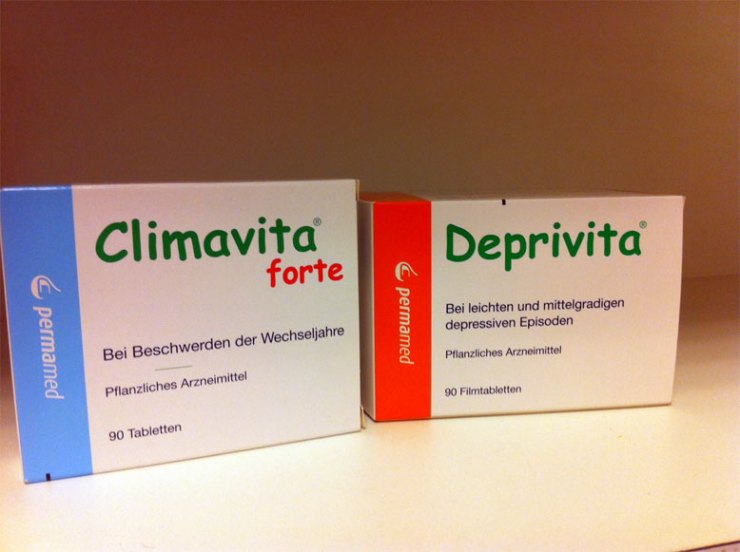 Climavita®
forte
Bei Beschwerden der Wechseljahre
Pflanzliches Arzneimittel
90 Tabletten
permamed
Deprivita®
Bei leichten und mittelgradigen
depressiven Episoden
Pflanzliches Arzneimittel
90 Filmtabletten
permamed